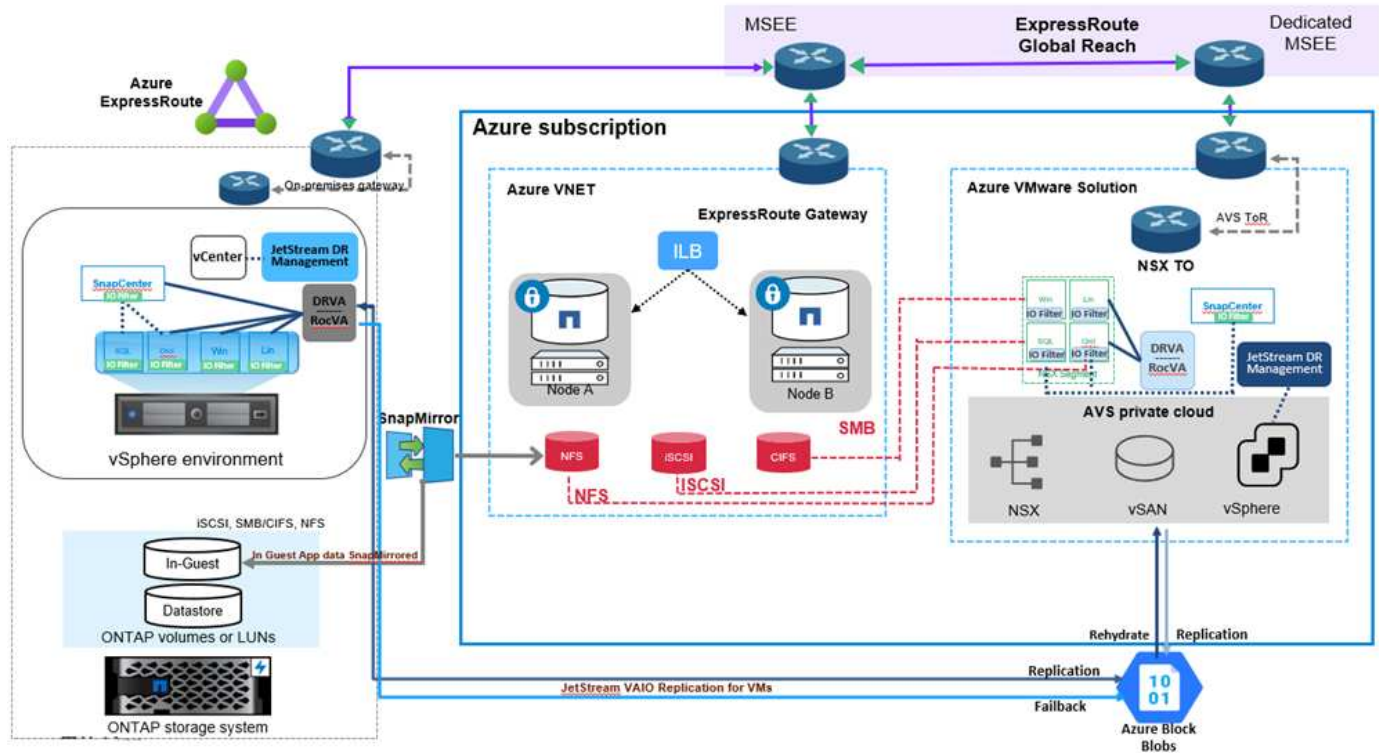 MSEE
ExpressRoute
Global Reach
Dedicated
MSEE
Azure
ExpressRoute
Azure subscription
On-premises gateway
Azure VNET
ExpressRoute Gateway
ILB
Node A
Node B
NFS
iSCSI
CIFS
SMB
ISCSI
NFS
Azure VMware Solution
AVS ToR
NSX TO
Win
IO Filter
Lin
IO Filter
SQL
IO Filter
IO Filter
NSX Segment
DRVA
RocVA
SnapCenter
IO Filter
JetStream DR
Management
AVS private cloud
NSX
vSAN
vSphere
vCenter
JetStream DR
Management
SnapCenter
IO Filter
DRVA
RocVA
SQL
IO Filter
IO Filter
Win
IO Filter
Lin
IO Filter
vSphere environment
SnapMirror
iSCSI, SMB/CIFS, NFS
In Guest App data SnapMirrored
In-Guest
Datastore
ONTAP volumes or LUNs
ONTAP storage system
Rehydrate
Replication
Replication
JetStream VAIO Replication for VMs
Failback
10
01
Azure Block
Blobs